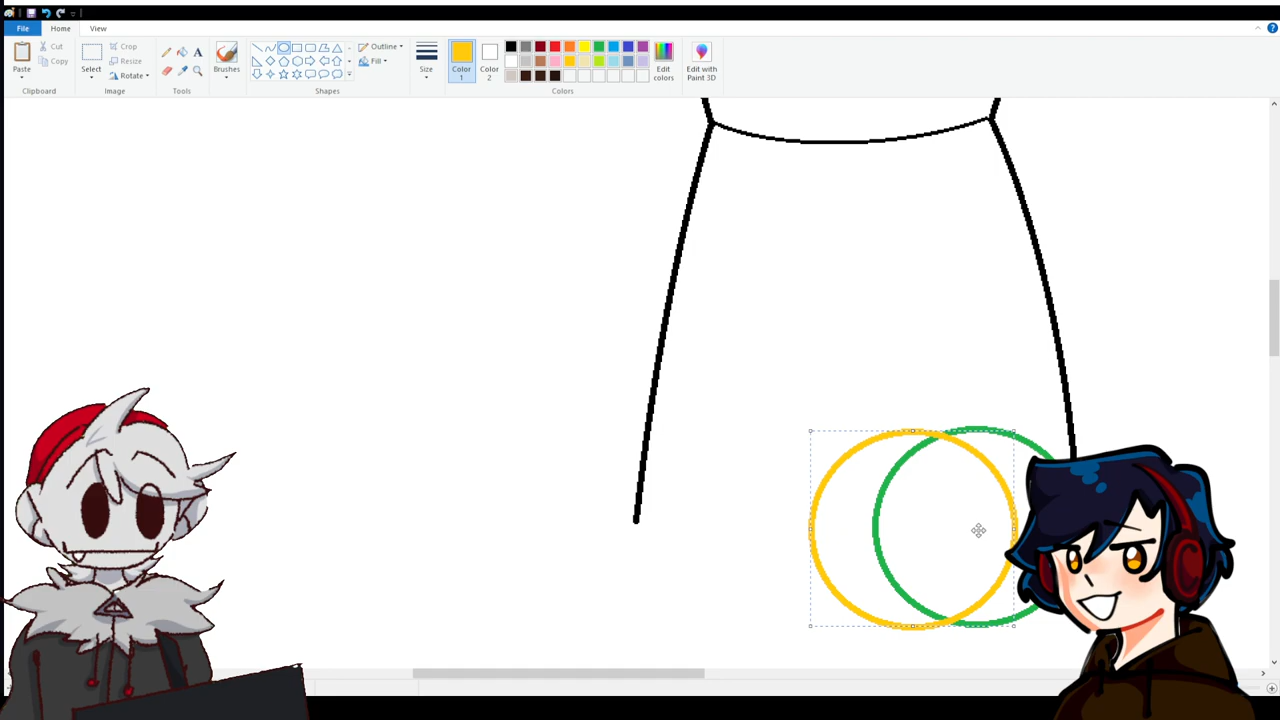 File Home View
Paste Cut Copy Select Crop Resize Rotate A Brushes Outline Fill Size Color 1 Color 2 Edit colors Edit with Paint 3D
Clipboard Image Tools Shapes Colors